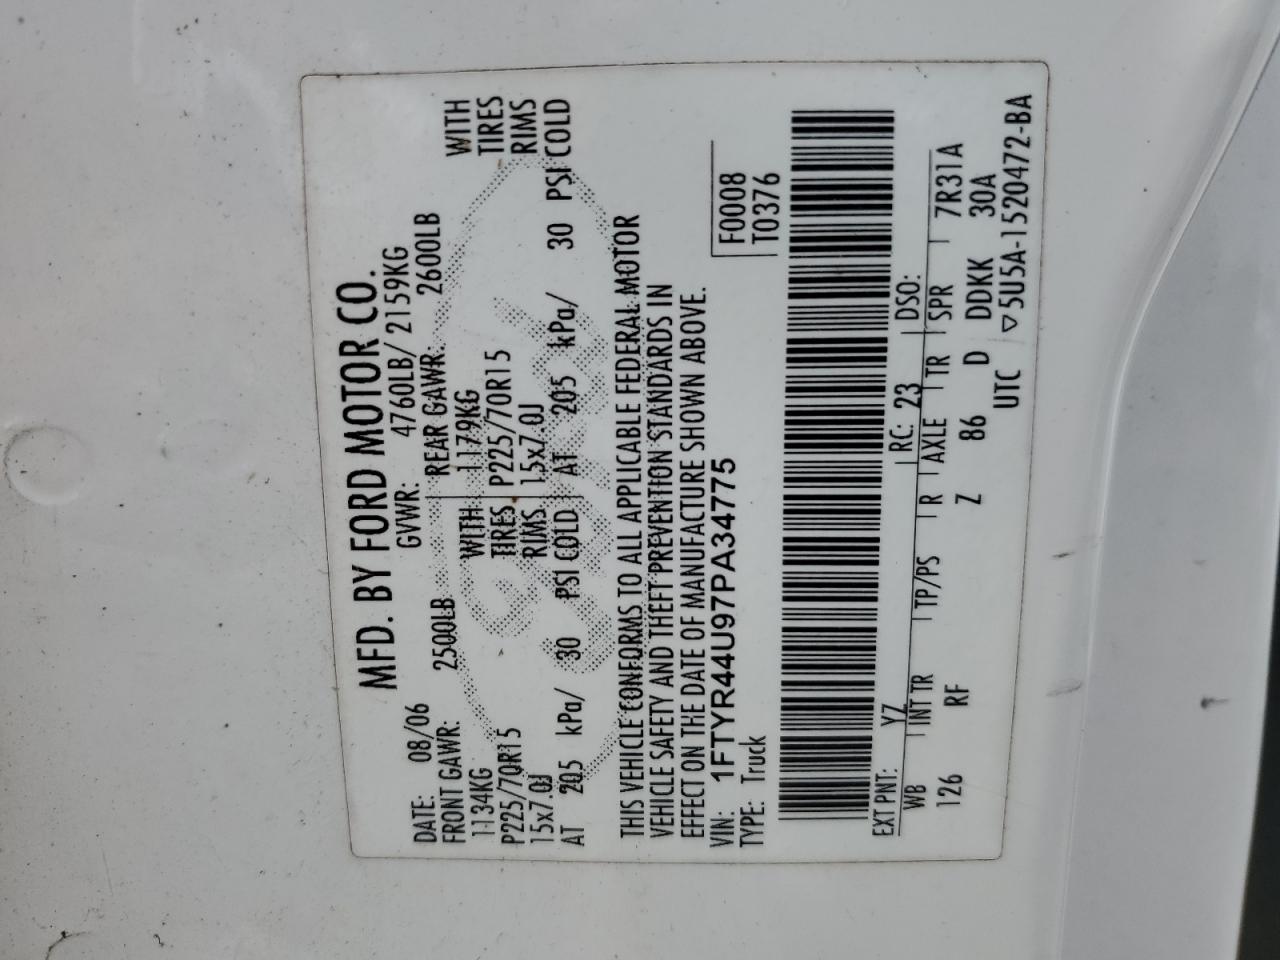 MFD. BY FORD MOTOR CO.
DATE: 08/06 GVWR: 4760LB/ 2159KG
FRONT GAWR: 2500LB REAR GAWR: 2600LB
1134KG WITH 1179KG WITH
P225/70R15 TIRES P225/70R15 TIRES
15x7.0J RIMS 15x7.0J RIMS
AT 205 kPa/ 30 PSI COLD AT 205 kPa/ 30 PSI COLD
THIS VEHICLE CONFORMS TO ALL APPLICABLE FEDERAL MOTOR
VEHICLE SAFETY AND THEFT PREVENTION STANDARDS IN
EFFECT ON THE DATE OF MANUFACTURE SHOWN ABOVE.
VIN: 1FTYR44U97PA34775 F0008
TYPE: Truck T0376
EXT PNT: YZ RC: 23 DSO:
WB INT TR TP/PS R AXLE TR SPR 7R31A
126 RF Z 86 D DDKK 30A
UTC ▽5U5A-1520472-BA